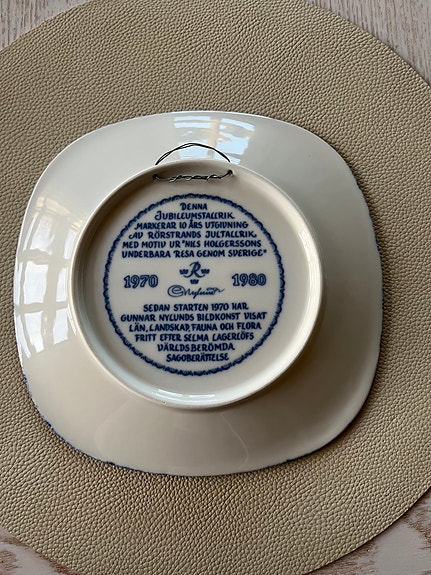 DENNA
JUBILEUMSTALLRIK
MARKERAR 10 ÅRS UTGIVNING
AV RÖRSTRANDS JULTALLRIK,
MED MOTIV UR "NILS HOLGERSSONS
UNDERBARA RESA GENOM SVERIGE"
R
1970 1980
SEDAN STARTEN 1970 HAR
GUNNAR NYLUNDS BILDKONST VISAT
LÄN, LANDSKAP, FAUNA OCH FLORA
FRITT EFTER SELMA LAGERLÖFS
VÄRLDSBERÖMDA
SAGOBERÄTTELSE